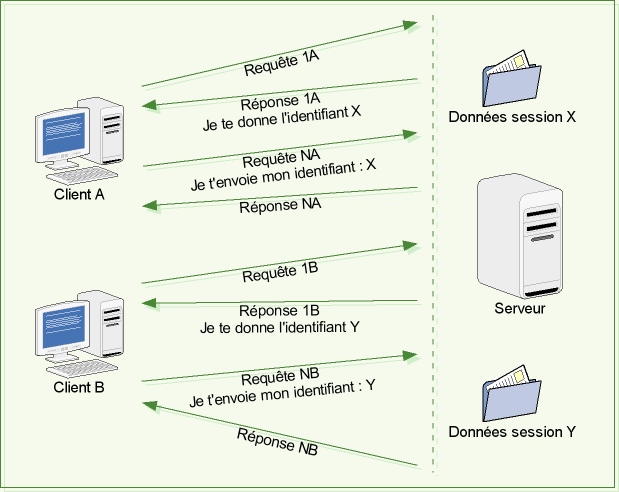 Requête 1A
Réponse 1A
Je te donne l'identifiant X
Données session X
Requête NA
Je t'envoie mon identifiant : X
Client A
Réponse NA
Requête 1B
Serveur
Réponse 1B
Je te donne l'identifiant Y
Requête NB
Je t'envoie mon identifiant : Y
Client B
Réponse NB
Données session Y